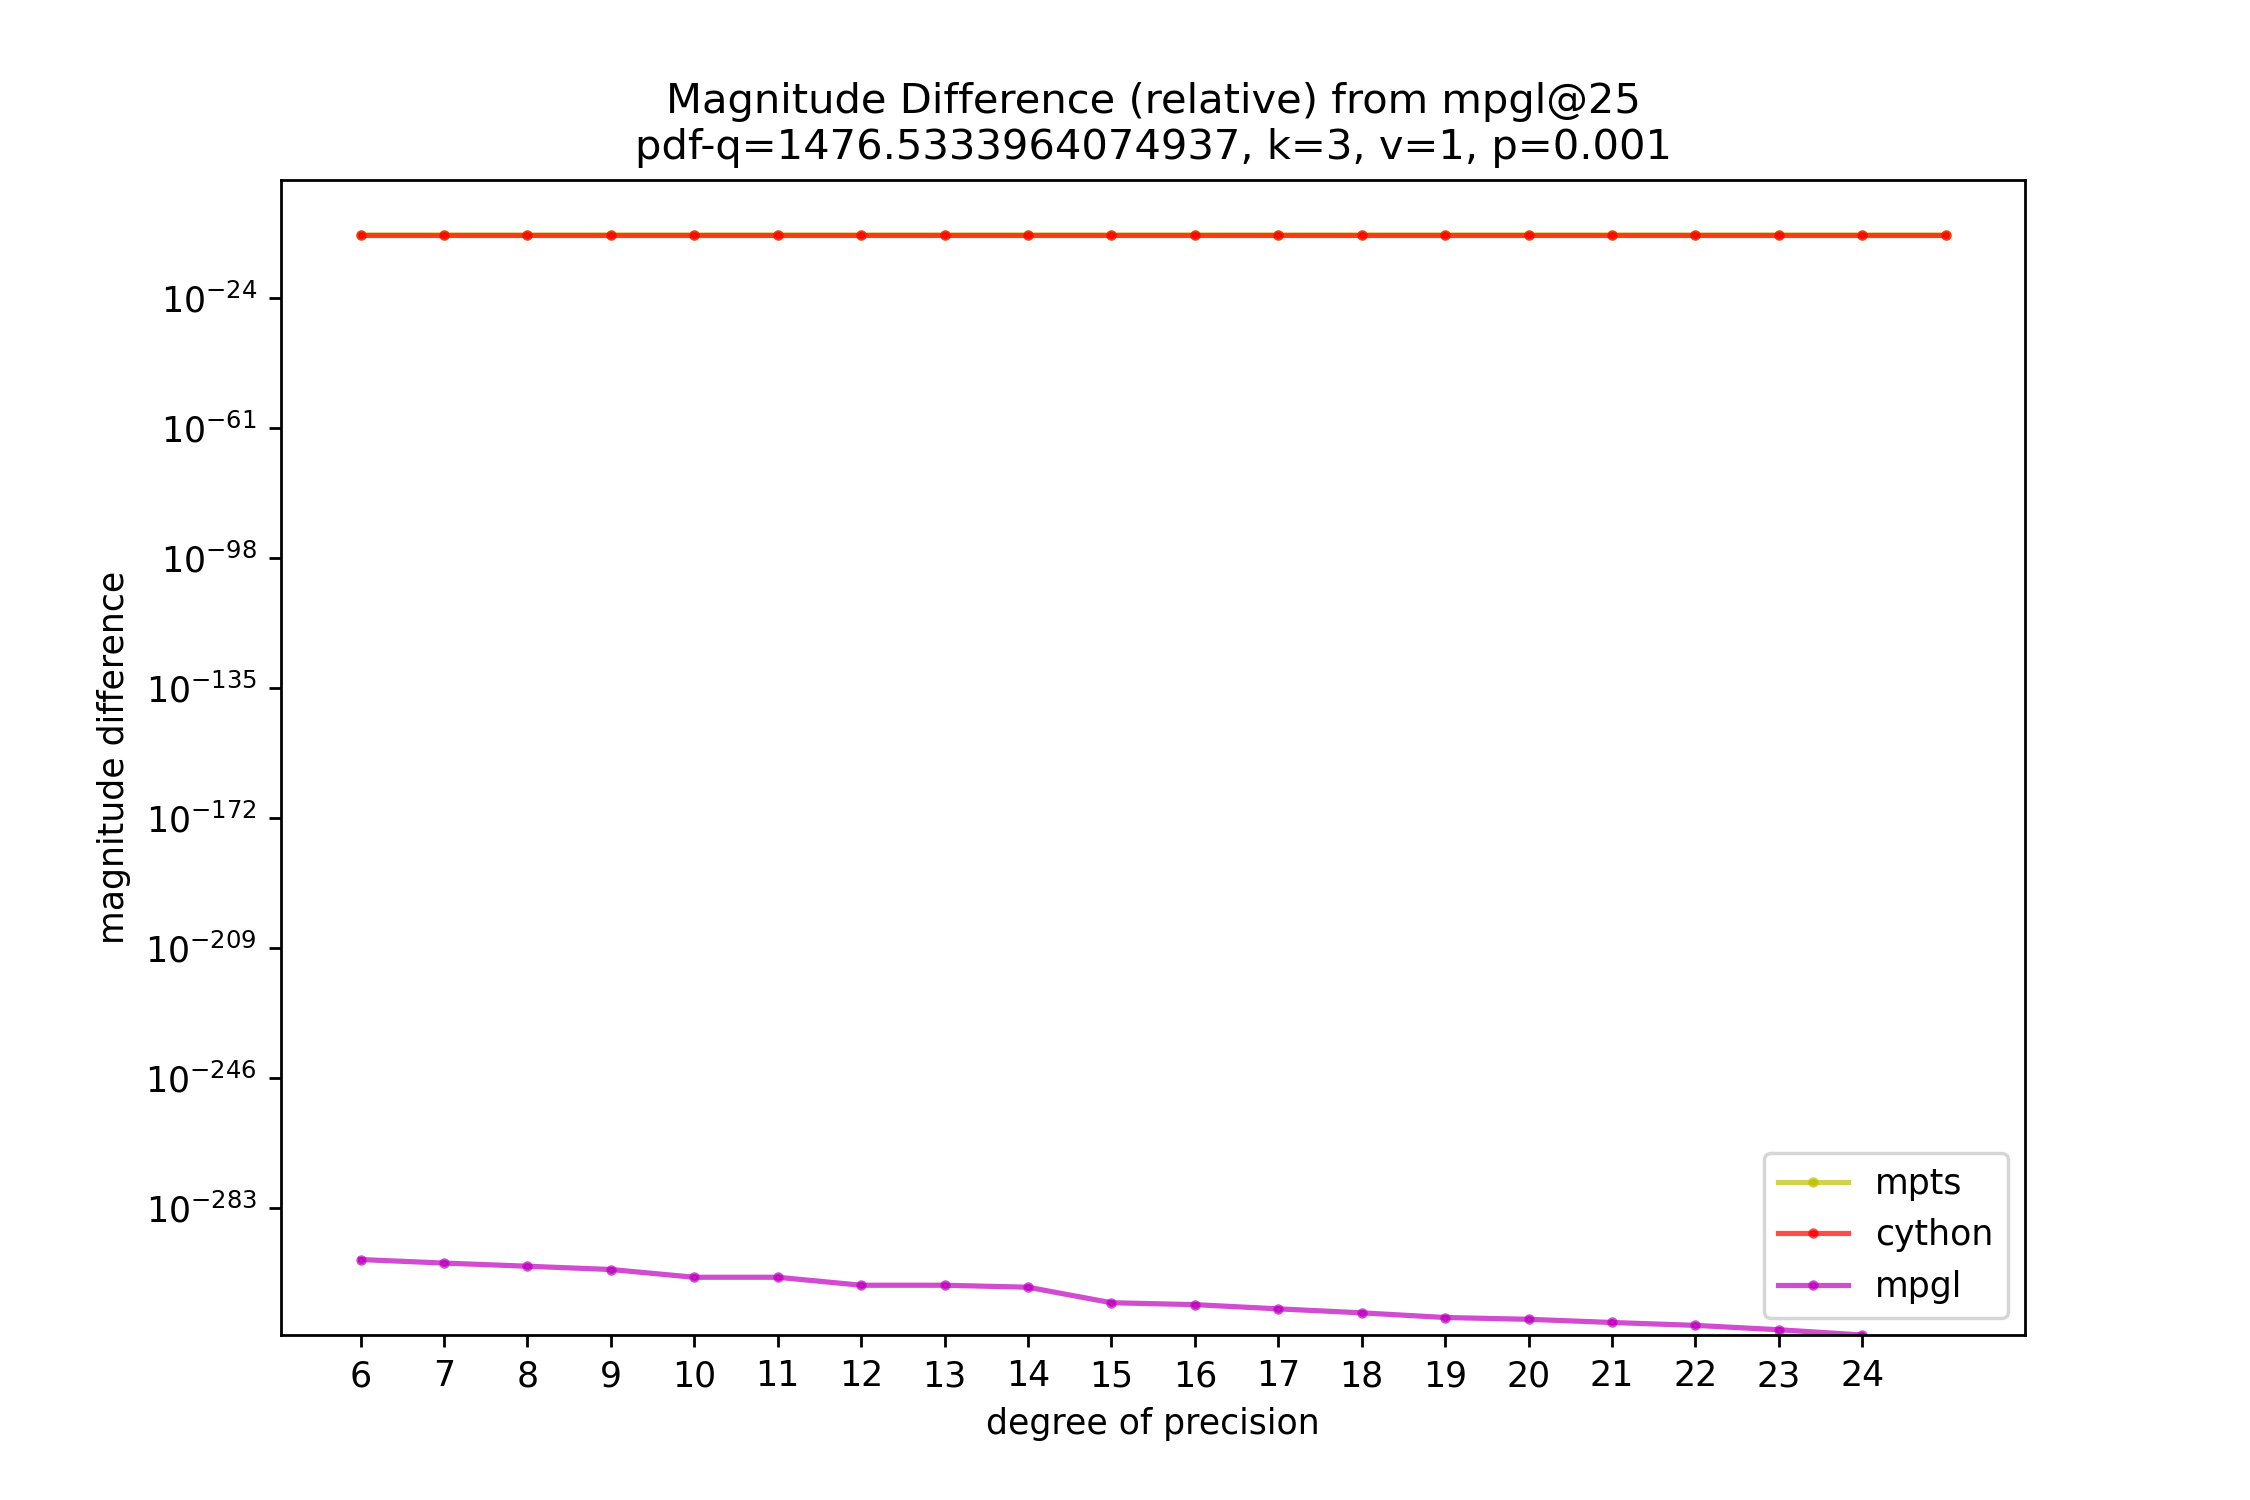 Magnitude Difference (relative) from mpgl@25
pdf-q=1476.5333964074937, k=3, v=1, p=0.001
magnitude difference
10⁻²⁴
10⁻⁶¹
10⁻⁹⁸
10⁻¹³⁵
10⁻¹⁷²
10⁻²⁰⁹
10⁻²⁴⁶
10⁻²⁸³
mpts
cython
mpgl
6 7 8 9 10 11 12 13 14 15 16 17 18 19 20 21 22 23 24
degree of precision